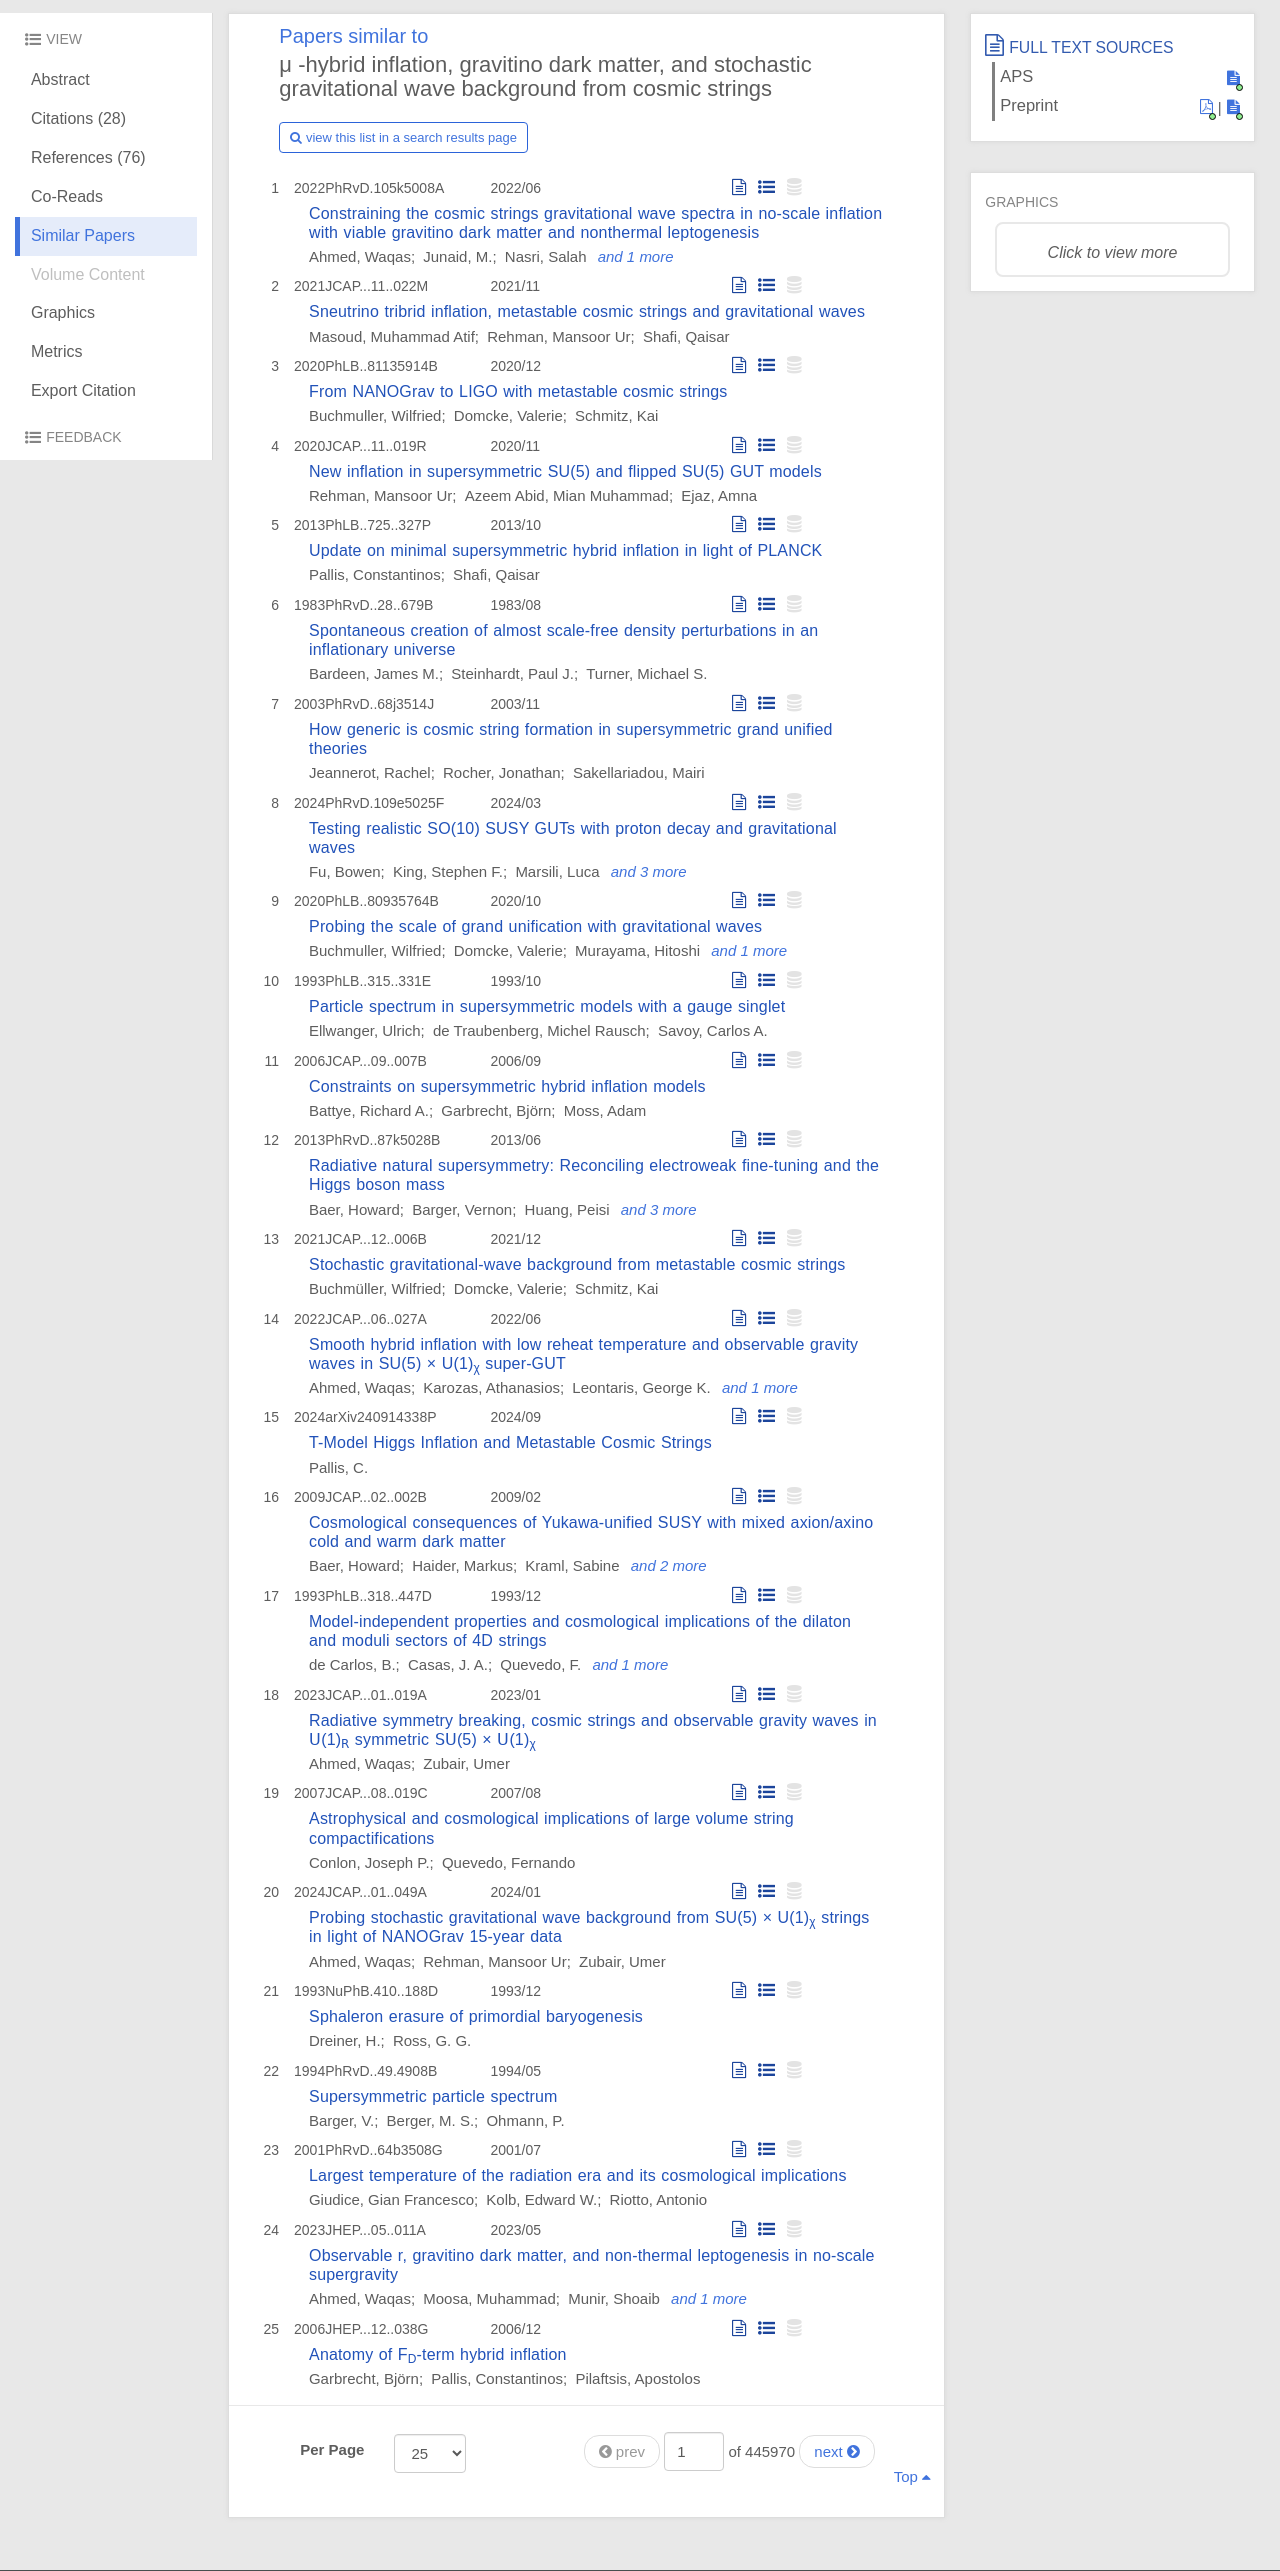 VIEW
Abstract
Citations (28)
References (76)
Co-Reads
Similar Papers
Volume Content
Graphics
Metrics
Export Citation
FEEDBACK
Papers similar to
μ -hybrid inflation, gravitino dark matter, and stochastic
gravitational wave background from cosmic strings
view this list in a search results page
1 2022PhRvD.105k5008A 2022/06
Constraining the cosmic strings gravitational wave spectra in no-scale inflation
with viable gravitino dark matter and nonthermal leptogenesis
Ahmed, Waqas; Junaid, M.; Nasri, Salah and 1 more
2 2021JCAP...11..022M 2021/11
Sneutrino tribrid inflation, metastable cosmic strings and gravitational waves
Masoud, Muhammad Atif; Rehman, Mansoor Ur; Shafi, Qaisar
3 2020PhLB..81135914B 2020/12
From NANOGrav to LIGO with metastable cosmic strings
Buchmuller, Wilfried; Domcke, Valerie; Schmitz, Kai
4 2020JCAP...11..019R 2020/11
New inflation in supersymmetric SU(5) and flipped SU(5) GUT models
Rehman, Mansoor Ur; Azeem Abid, Mian Muhammad; Ejaz, Amna
5 2013PhLB..725..327P 2013/10
Update on minimal supersymmetric hybrid inflation in light of PLANCK
Pallis, Constantinos; Shafi, Qaisar
6 1983PhRvD..28..679B 1983/08
Spontaneous creation of almost scale-free density perturbations in an
inflationary universe
Bardeen, James M.; Steinhardt, Paul J.; Turner, Michael S.
7 2003PhRvD..68j3514J 2003/11
How generic is cosmic string formation in supersymmetric grand unified
theories
Jeannerot, Rachel; Rocher, Jonathan; Sakellariadou, Mairi
8 2024PhRvD.109e5025F 2024/03
Testing realistic SO(10) SUSY GUTs with proton decay and gravitational
waves
Fu, Bowen; King, Stephen F.; Marsili, Luca and 3 more
9 2020PhLB..80935764B 2020/10
Probing the scale of grand unification with gravitational waves
Buchmuller, Wilfried; Domcke, Valerie; Murayama, Hitoshi and 1 more
10 1993PhLB..315..331E 1993/10
Particle spectrum in supersymmetric models with a gauge singlet
Ellwanger, Ulrich; de Traubenberg, Michel Rausch; Savoy, Carlos A.
11 2006JCAP...09..007B 2006/09
Constraints on supersymmetric hybrid inflation models
Battye, Richard A.; Garbrecht, Björn; Moss, Adam
12 2013PhRvD..87k5028B 2013/06
Radiative natural supersymmetry: Reconciling electroweak fine-tuning and the
Higgs boson mass
Baer, Howard; Barger, Vernon; Huang, Peisi and 3 more
13 2021JCAP...12..006B 2021/12
Stochastic gravitational-wave background from metastable cosmic strings
Buchmüller, Wilfried; Domcke, Valerie; Schmitz, Kai
14 2022JCAP...06..027A 2022/06
Smooth hybrid inflation with low reheat temperature and observable gravity
waves in SU(5) × U(1)χ super-GUT
Ahmed, Waqas; Karozas, Athanasios; Leontaris, George K. and 1 more
15 2024arXiv240914338P 2024/09
T-Model Higgs Inflation and Metastable Cosmic Strings
Pallis, C.
16 2009JCAP...02..002B 2009/02
Cosmological consequences of Yukawa-unified SUSY with mixed axion/axino
cold and warm dark matter
Baer, Howard; Haider, Markus; Kraml, Sabine and 2 more
17 1993PhLB..318..447D 1993/12
Model-independent properties and cosmological implications of the dilaton
and moduli sectors of 4D strings
de Carlos, B.; Casas, J. A.; Quevedo, F. and 1 more
18 2023JCAP...01..019A 2023/01
Radiative symmetry breaking, cosmic strings and observable gravity waves in
U(1)R symmetric SU(5) × U(1)χ
Ahmed, Waqas; Zubair, Umer
19 2007JCAP...08..019C 2007/08
Astrophysical and cosmological implications of large volume string
compactifications
Conlon, Joseph P.; Quevedo, Fernando
20 2024JCAP...01..049A 2024/01
Probing stochastic gravitational wave background from SU(5) × U(1)χ strings
in light of NANOGrav 15-year data
Ahmed, Waqas; Rehman, Mansoor Ur; Zubair, Umer
21 1993NuPhB.410..188D 1993/12
Sphaleron erasure of primordial baryogenesis
Dreiner, H.; Ross, G. G.
22 1994PhRvD..49.4908B 1994/05
Supersymmetric particle spectrum
Barger, V.; Berger, M. S.; Ohmann, P.
23 2001PhRvD..64b3508G 2001/07
Largest temperature of the radiation era and its cosmological implications
Giudice, Gian Francesco; Kolb, Edward W.; Riotto, Antonio
24 2023JHEP...05..011A 2023/05
Observable r, gravitino dark matter, and non-thermal leptogenesis in no-scale
supergravity
Ahmed, Waqas; Moosa, Muhammad; Munir, Shoaib and 1 more
25 2006JHEP...12..038G 2006/12
Anatomy of FD-term hybrid inflation
Garbrecht, Björn; Pallis, Constantinos; Pilaftsis, Apostolos
Per Page 25 prev 1 of 445970 next
Top
FULL TEXT SOURCES
APS
Preprint |
GRAPHICS
Click to view more